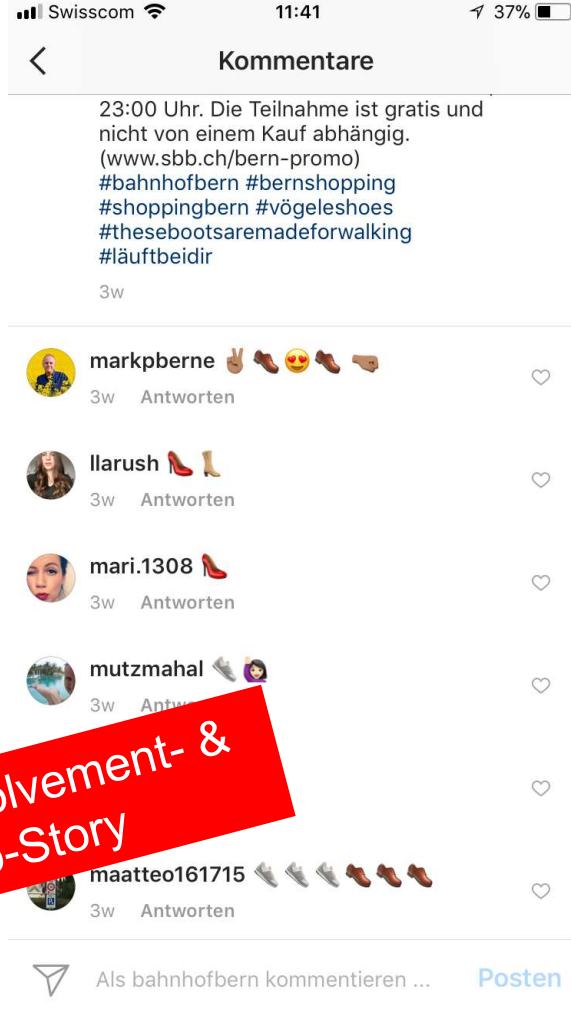 Swisscom 11:41 37%
Kommentare
23:00 Uhr. Die Teilnahme ist gratis und
nicht von einem Kauf abhängig.
(www.sbb.ch/bern-promo)
#bahnhofbern #bernshopping
#shoppingbern #vögeleshoes
#thesebootsaremadeforwalking
#läuftbeidir
3w
markpberne ✌🏽👞😍👞🤜🏽
3w Antworten
llarush 👠👢
3w Antworten
mari.1308 👠
3w Antworten
mutzmahal 👟🙋🏻‍♀️
3w
olvement- &
-Story
maatteo161715 👟👟👟👞👞👞
3w Antworten
Als bahnhofbern kommentieren ... Posten